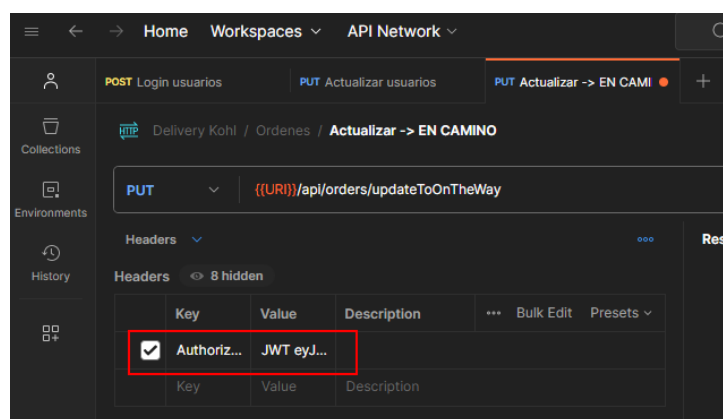 Home Workspaces API Network
POST Login usuarios PUT Actualizar usuarios PUT Actualizar -> EN CAMI
HTTP Delivery Kohl / Ordenes / Actualizar -> EN CAMINO
Collections
PUT {{URI}}/api/orders/updateToOnTheWay
Environments
Headers
Res
History
Headers 8 hidden
Key Value Description Bulk Edit Presets
Authoriz... JWT eyJ...
Key Value Description